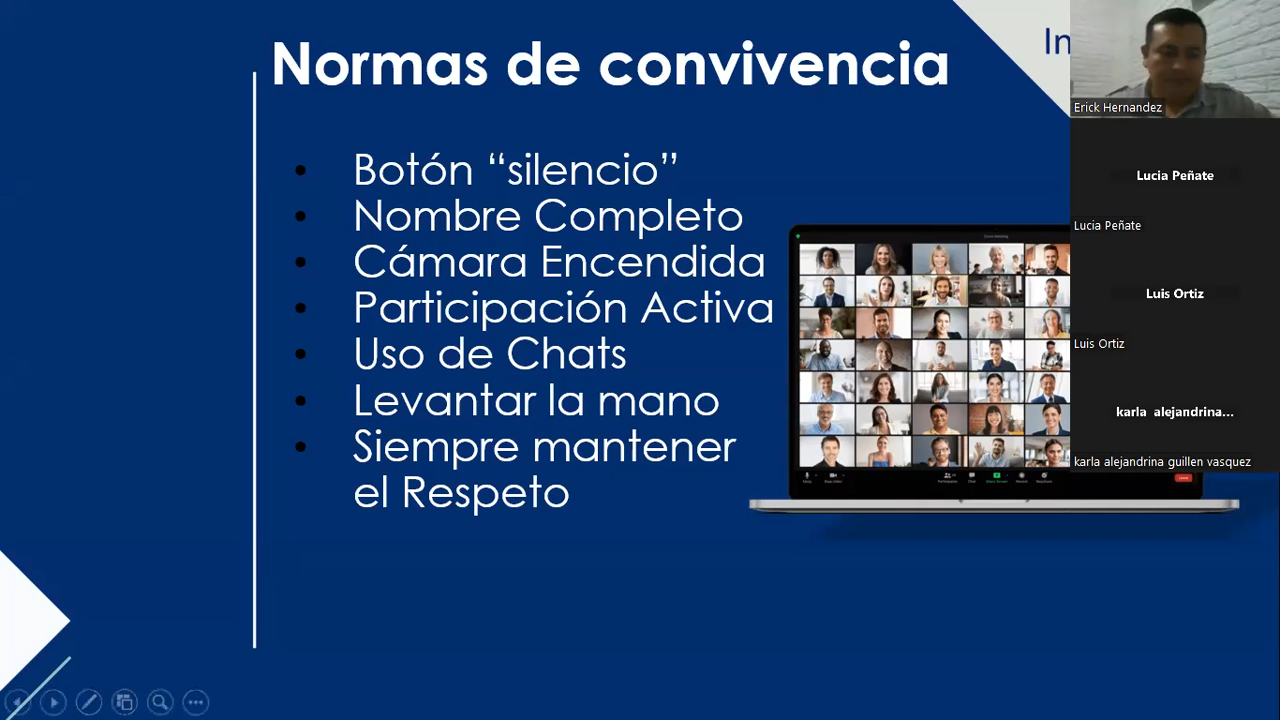 Normas de convivencia
In
Botón “silencio”
Nombre Completo
Cámara Encendida
Participación Activa
Uso de Chats
Levantar la mano
Siempre mantener
el Respeto
Erick Hernandez
Lucia Peñate
Lucia Peñate
Luis Ortiz
Luis Ortiz
karla alejandrina...
karla alejandrina guillen vasquez